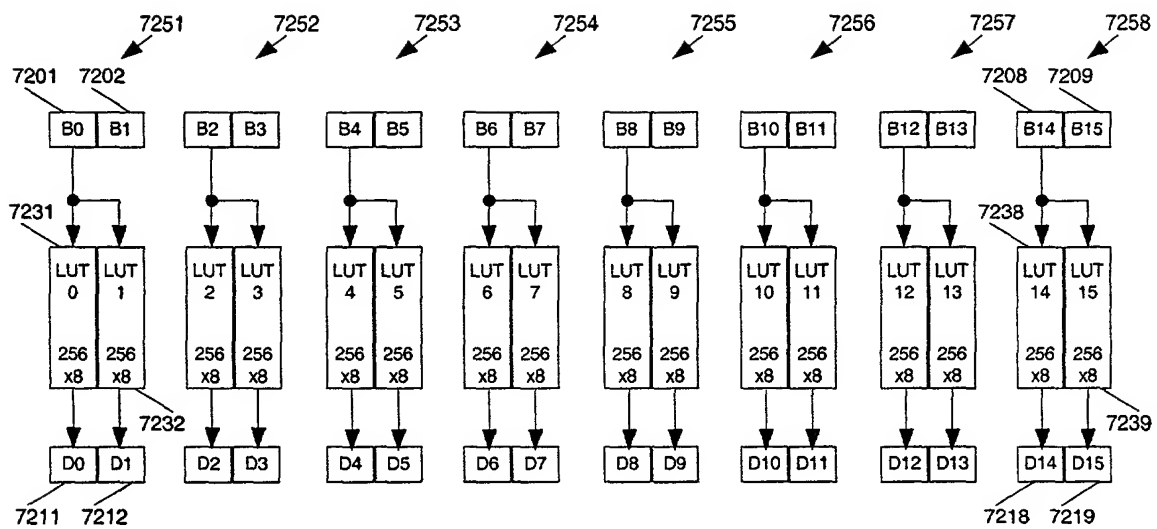 7251 7252 7253 7254 7255 7256 7257 7258
7201 7202 7208 7209
B0 B1 B2 B3 B4 B5 B6 B7 B8 B9 B10 B11 B12 B13 B14 B15
7231 7238
LUT LUT LUT LUT LUT LUT LUT LUT LUT LUT LUT LUT LUT LUT LUT LUT
0 1 2 3 4 5 6 7 8 9 10 11 12 13 14 15
256 256 256 256 256 256 256 256 256 256 256 256 256 256 256 256
x8 x8 x8 x8 x8 x8 x8 x8 x8 x8 x8 x8 x8 x8 x8 x8
7232 7239
D0 D1 D2 D3 D4 D5 D6 D7 D8 D9 D10 D11 D12 D13 D14 D15
7211 7212 7218 7219